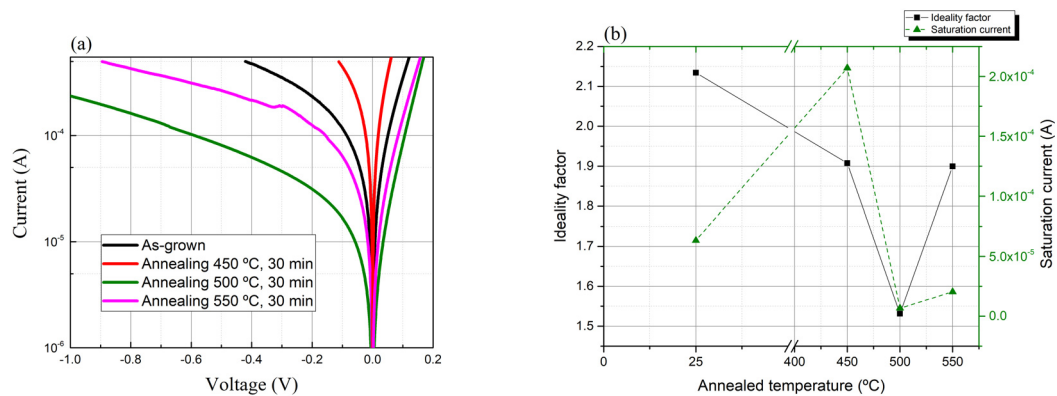 (a)
Current (A)
10⁻⁴
10⁻⁵
10⁻⁶
As-grown
Annealing 450 ºC, 30 min
Annealing 500 ºC, 30 min
Annealing 550 ºC, 30 min
-1.0 -0.8 -0.6 -0.4 -0.2 0.0 0.2
Voltage (V)
(b)
Ideality factor
Saturation current
Ideality factor
2.2
2.1
2.0
1.9
1.8
1.7
1.6
1.5
2.0x10⁻⁴
1.5x10⁻⁴
1.0x10⁻⁴
5.0x10⁻⁵
0.0
Saturation current (A)
0 25 400 450 500 550
Annealed temperature (ºC)